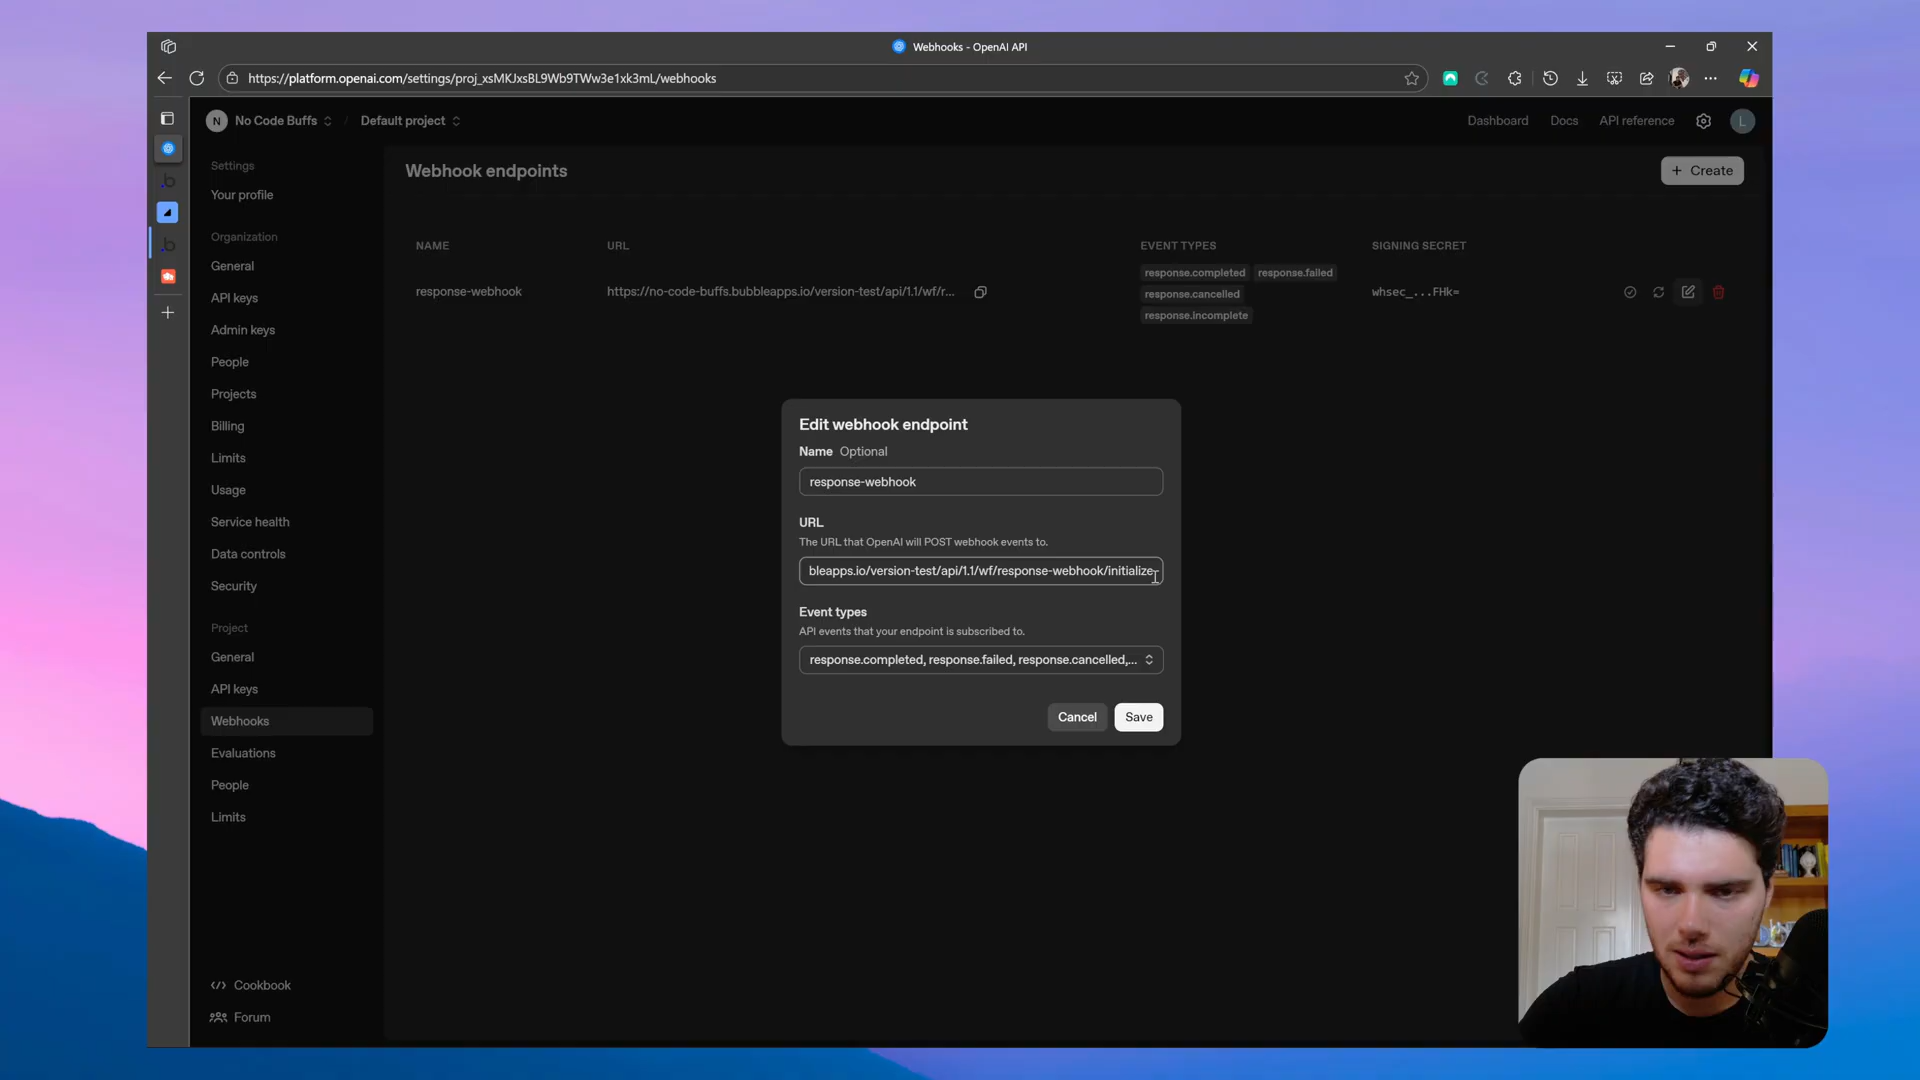 Webhooks - OpenAI API
https://platform.openai.com/settings/proj_xsMKJxsBL9Wb9TWw3e1xk3mL/webhooks
N No Code Buffs / Default project
Dashboard Docs API reference L
Settings
Your profile
Organization
General
API keys
Admin keys
People
Projects
Billing
Limits
Usage
Service health
Data controls
Security
Project
General
API keys
Webhooks
Evaluations
People
Limits
Cookbook
Forum
Webhook endpoints
+ Create
NAME URL EVENT TYPES SIGNING SECRET
response-webhook https://no-code-buffs.bubbleapps.io/version-test/api/1.1/wf/r... whsec_...FHk=
response.completed response.failed
response.cancelled
response.incomplete
Edit webhook endpoint
Name Optional
response-webhook
URL
The URL that OpenAI will POST webhook events to.
bleapps.io/version-test/api/1.1/wf/response-webhook/initialize
Event types
API events that your endpoint is subscribed to.
response.completed, response.failed, response.cancelled,...
Cancel Save